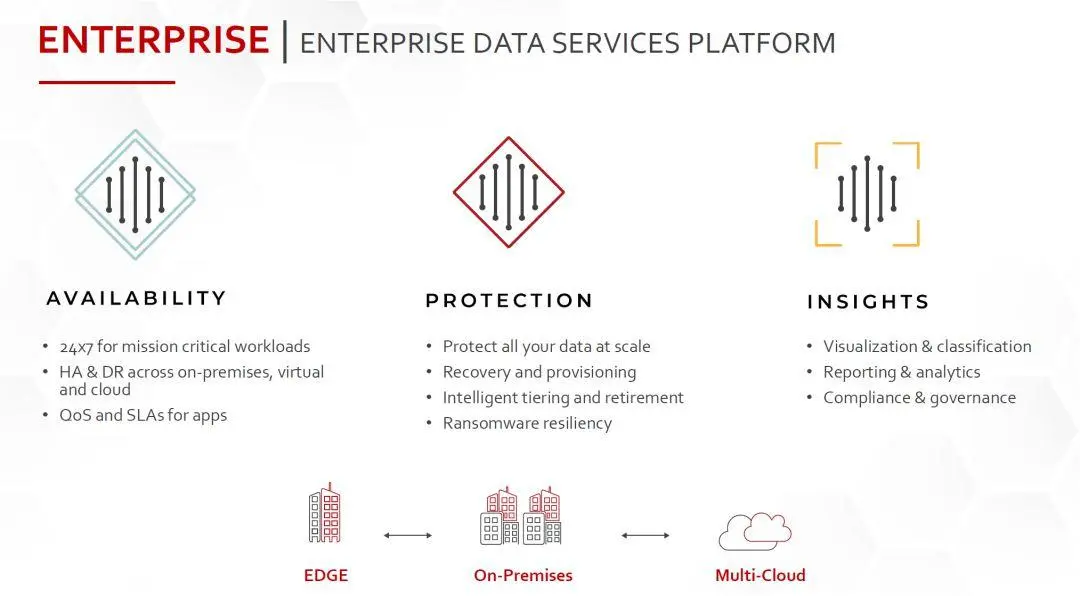 ENTERPRISE | ENTERPRISE DATA SERVICES PLATFORM
AVAILABILITY
• 24x7 for mission critical workloads
• HA & DR across on-premises, virtual
and cloud
• QoS and SLAs for apps
PROTECTION
• Protect all your data at scale
• Recovery and provisioning
• Intelligent tiering and retirement
• Ransomware resiliency
INSIGHTS
• Visualization & classification
• Reporting & analytics
• Compliance & governance
EDGE
On-Premises
Multi-Cloud